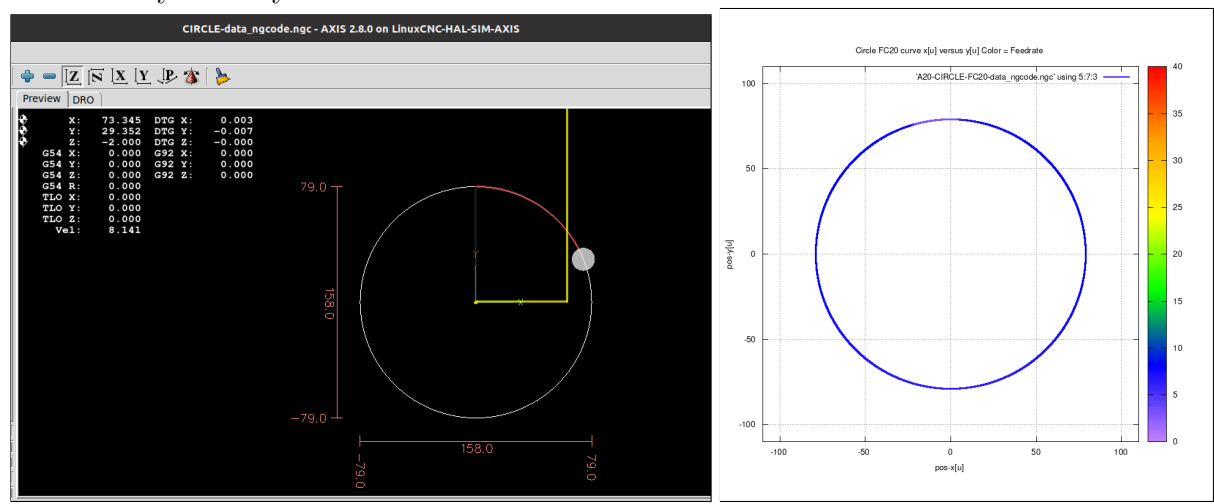 CIRCLE-data_ngcode.ngc - AXIS 2.8.0 on LinuxCNC-HAL-SIM-AXIS
Z N X Y P
Preview DRO
X: 73.345 DTG X: 0.003
Y: 29.352 DTG Y: -0.007
Z: -2.000 DTG Z: -0.000
G54 X: 0.000 G92 X: 0.000
G54 Y: 0.000 G92 Y: 0.000
G54 Z: 0.000 G92 Z: 0.000
G54 R: 0.000
TLO X: 0.000
TLO Y: 0.000
TLO Z: 0.000
Vel: 8.141
79.0
Y
158.0
X
-79.0
158.0
-79.0
79.0
Circle FC20 curve x[u] versus y[u] Color = Feedrate
'A20-CIRCLE-FC20-data_ngcode.ngc' using 5:7:3
100
50
0
-50
-100
pos-y[u]
-100 -50 0 50 100
pos-x[u]
40
35
30
25
20
15
10
5
0